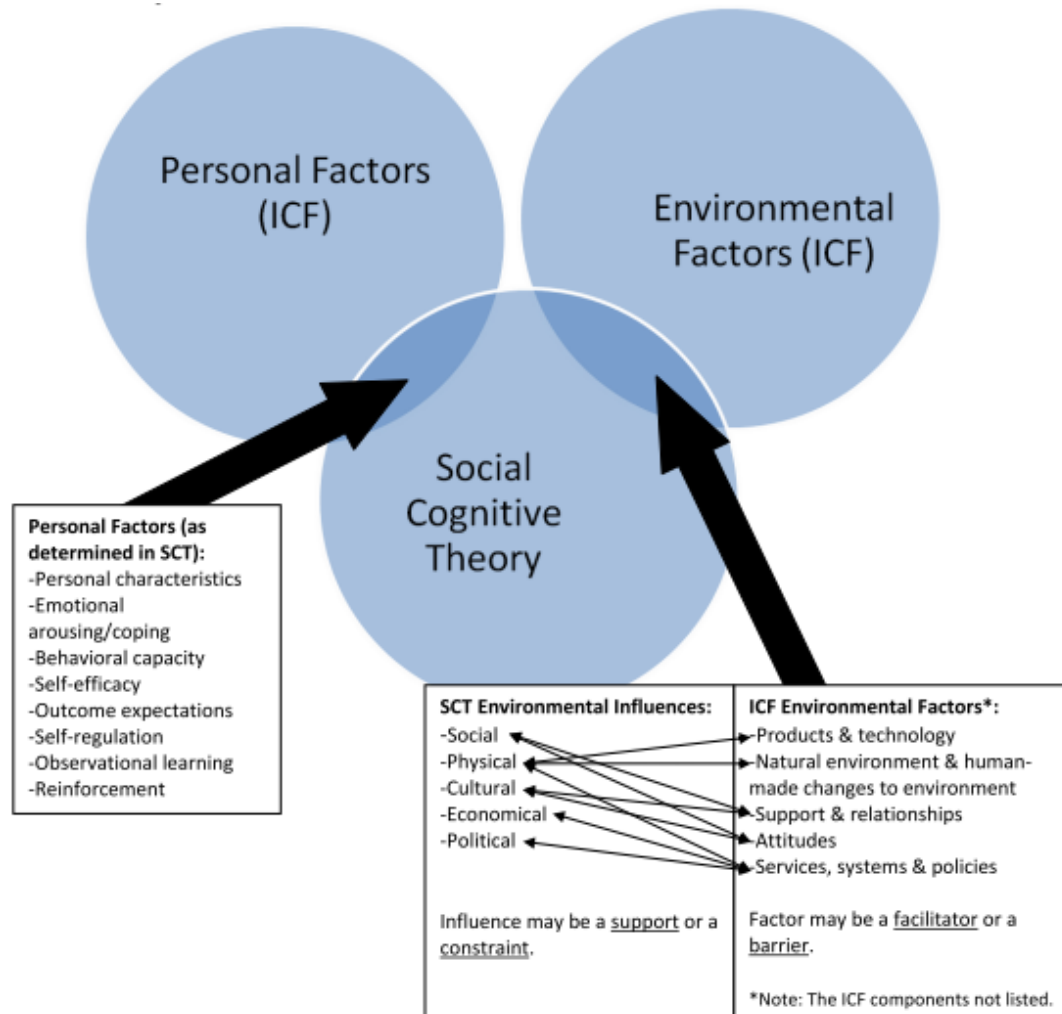 Personal Factors
(ICF)
Environmental
Factors (ICF)
Social
Cognitive
Theory
Personal Factors (as
determined in SCT):
-Personal characteristics
-Emotional
arousing/coping
-Behavioral capacity
-Self-efficacy
-Outcome expectations
-Self-regulation
-Observational learning
-Reinforcement
SCT Environmental Influences:
-Social
-Physical
-Cultural
-Economical
-Political
Influence may be a support or a
constraint.
ICF Environmental Factors*:
-Products & technology
-Natural environment & human-
made changes to environment
-Support & relationships
-Attitudes
-Services, systems & policies
Factor may be a facilitator or a
barrier.
*Note: The ICF components not listed.